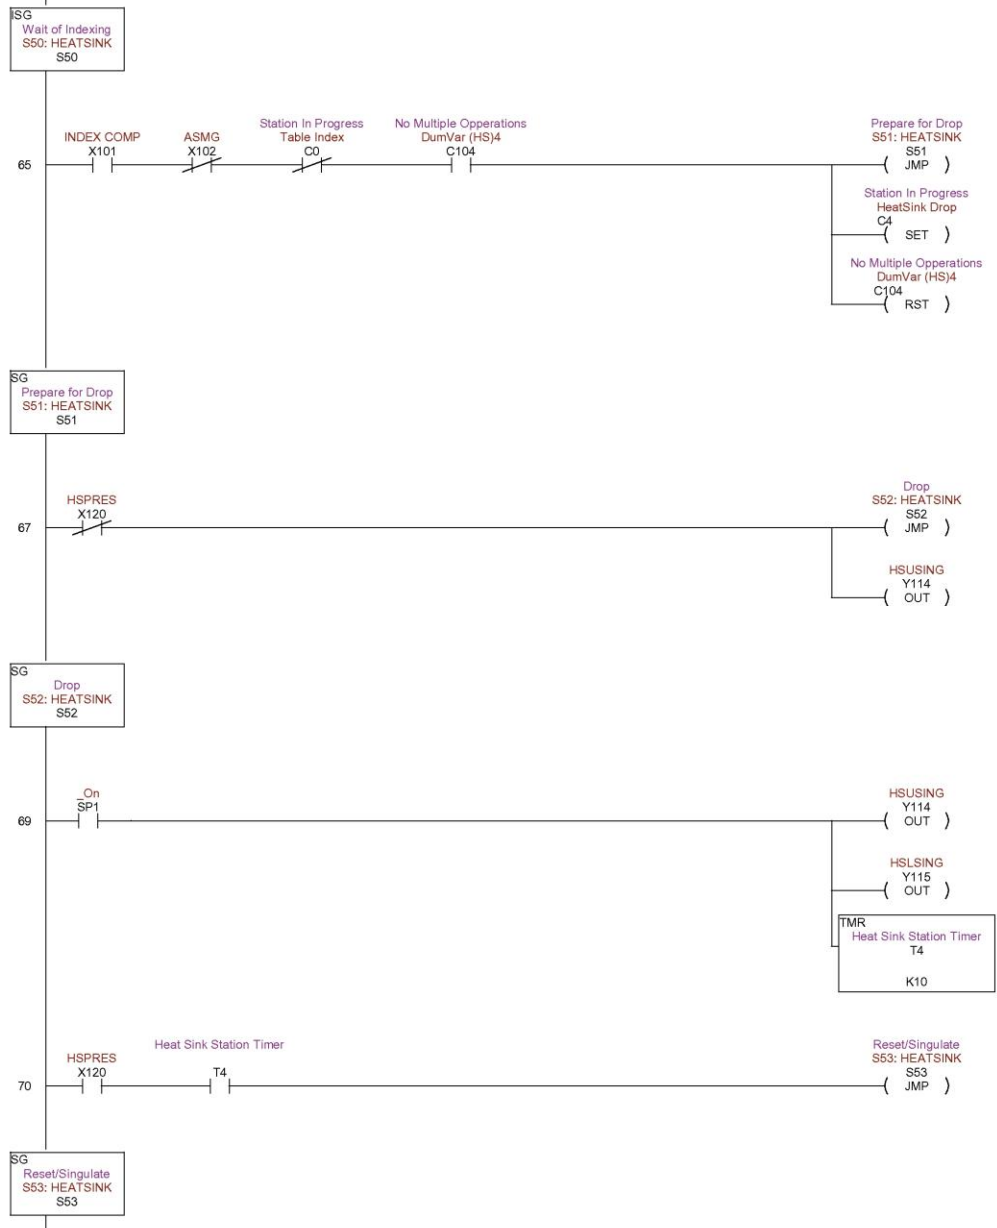 ISG
Wait of Indexing
S50: HEATSINK
S50
Station In Progress
No Multiple Opperations
Prepare for Drop
INDEX COMP
ASMG
Table Index
DumVar (HS)4
S51: HEATSINK
X101
X102
C0
C104
S51
65
JMP
Station In Progress
HeatSink Drop
C4
SET
No Multiple Opperations
DumVar (HS)4
C104
RST
SG
Prepare for Drop
S51: HEATSINK
S51
Drop
HSPRES
S52: HEATSINK
X120
S52
67
JMP
HSUSING
Y114
OUT
SG
Drop
S52: HEATSINK
S52
_On
HSUSING
SP1
Y114
69
OUT
HSLSING
Y115
OUT
TMR
Heat Sink Station Timer
T4
K10
Heat Sink Station Timer
Reset/Singulate
HSPRES
S53: HEATSINK
X120
T4
S53
70
JMP
SG
Reset/Singulate
S53: HEATSINK
S53